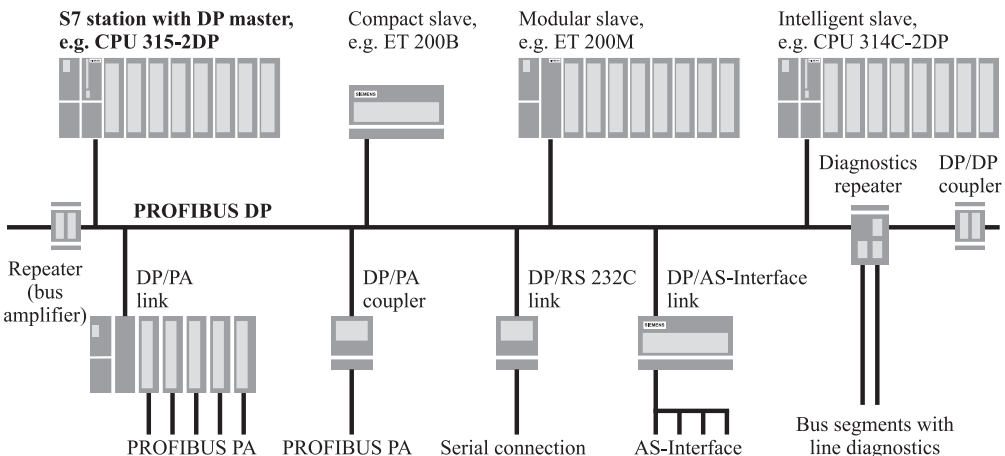 S7 station with DP master,
e.g. CPU 315-2DP
Compact slave,
e.g. ET 200B
Modular slave,
e.g. ET 200M
Intelligent slave,
e.g. CPU 314C-2DP
SIEMENS
Diagnostics
repeater
DP/DP
coupler
PROFIBUS DP
Repeater
(bus
amplifier)
DP/PA
link
DP/PA
coupler
DP/RS 232C
link
DP/AS-Interface
link
SIEMENS
PROFIBUS PA
PROFIBUS PA
Serial connection
AS-Interface
Bus segments with
line diagnostics